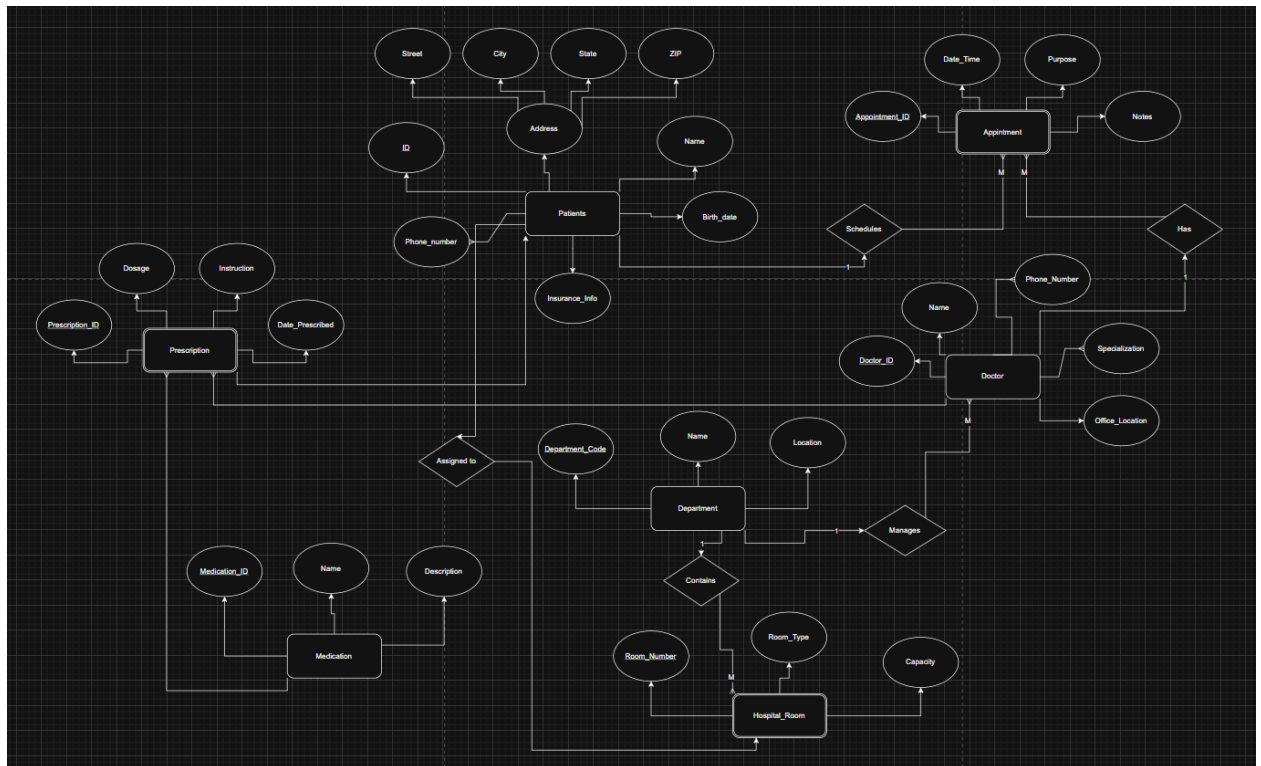 Street
City
State
ZIP
Date_Time
Purpose
Address
Appointment_ID
Notes
Appintment
ID
Name
M
M
Patients
Birth_date
Phone_number
Schedules
Has
1
1
Dosage
Instruction
Insurance_Info
Phone_Number
Name
Prescription_ID
Date_Prescribed
Prescription
Doctor_ID
Specialization
Doctor
Office_Location
M
Department_Code
Name
Location
Assigned to
Department
1
Manages
1
Contains
Medication_ID
Name
Description
Room_Type
Room_Number
Capacity
Medication
M
Hospital_Room